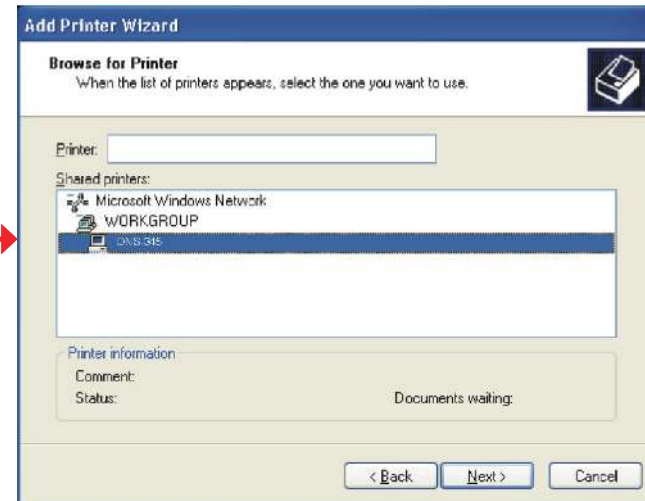 Add Printer Wizard
Browse for Printer
When the list of printers appears, select the one you want to use.
Printer:
Shared printers:
Microsoft Windows Network
WORKGROUP
DNS-345
Printer information
Comment:
Status: Documents waiting:
< Back Next > Cancel